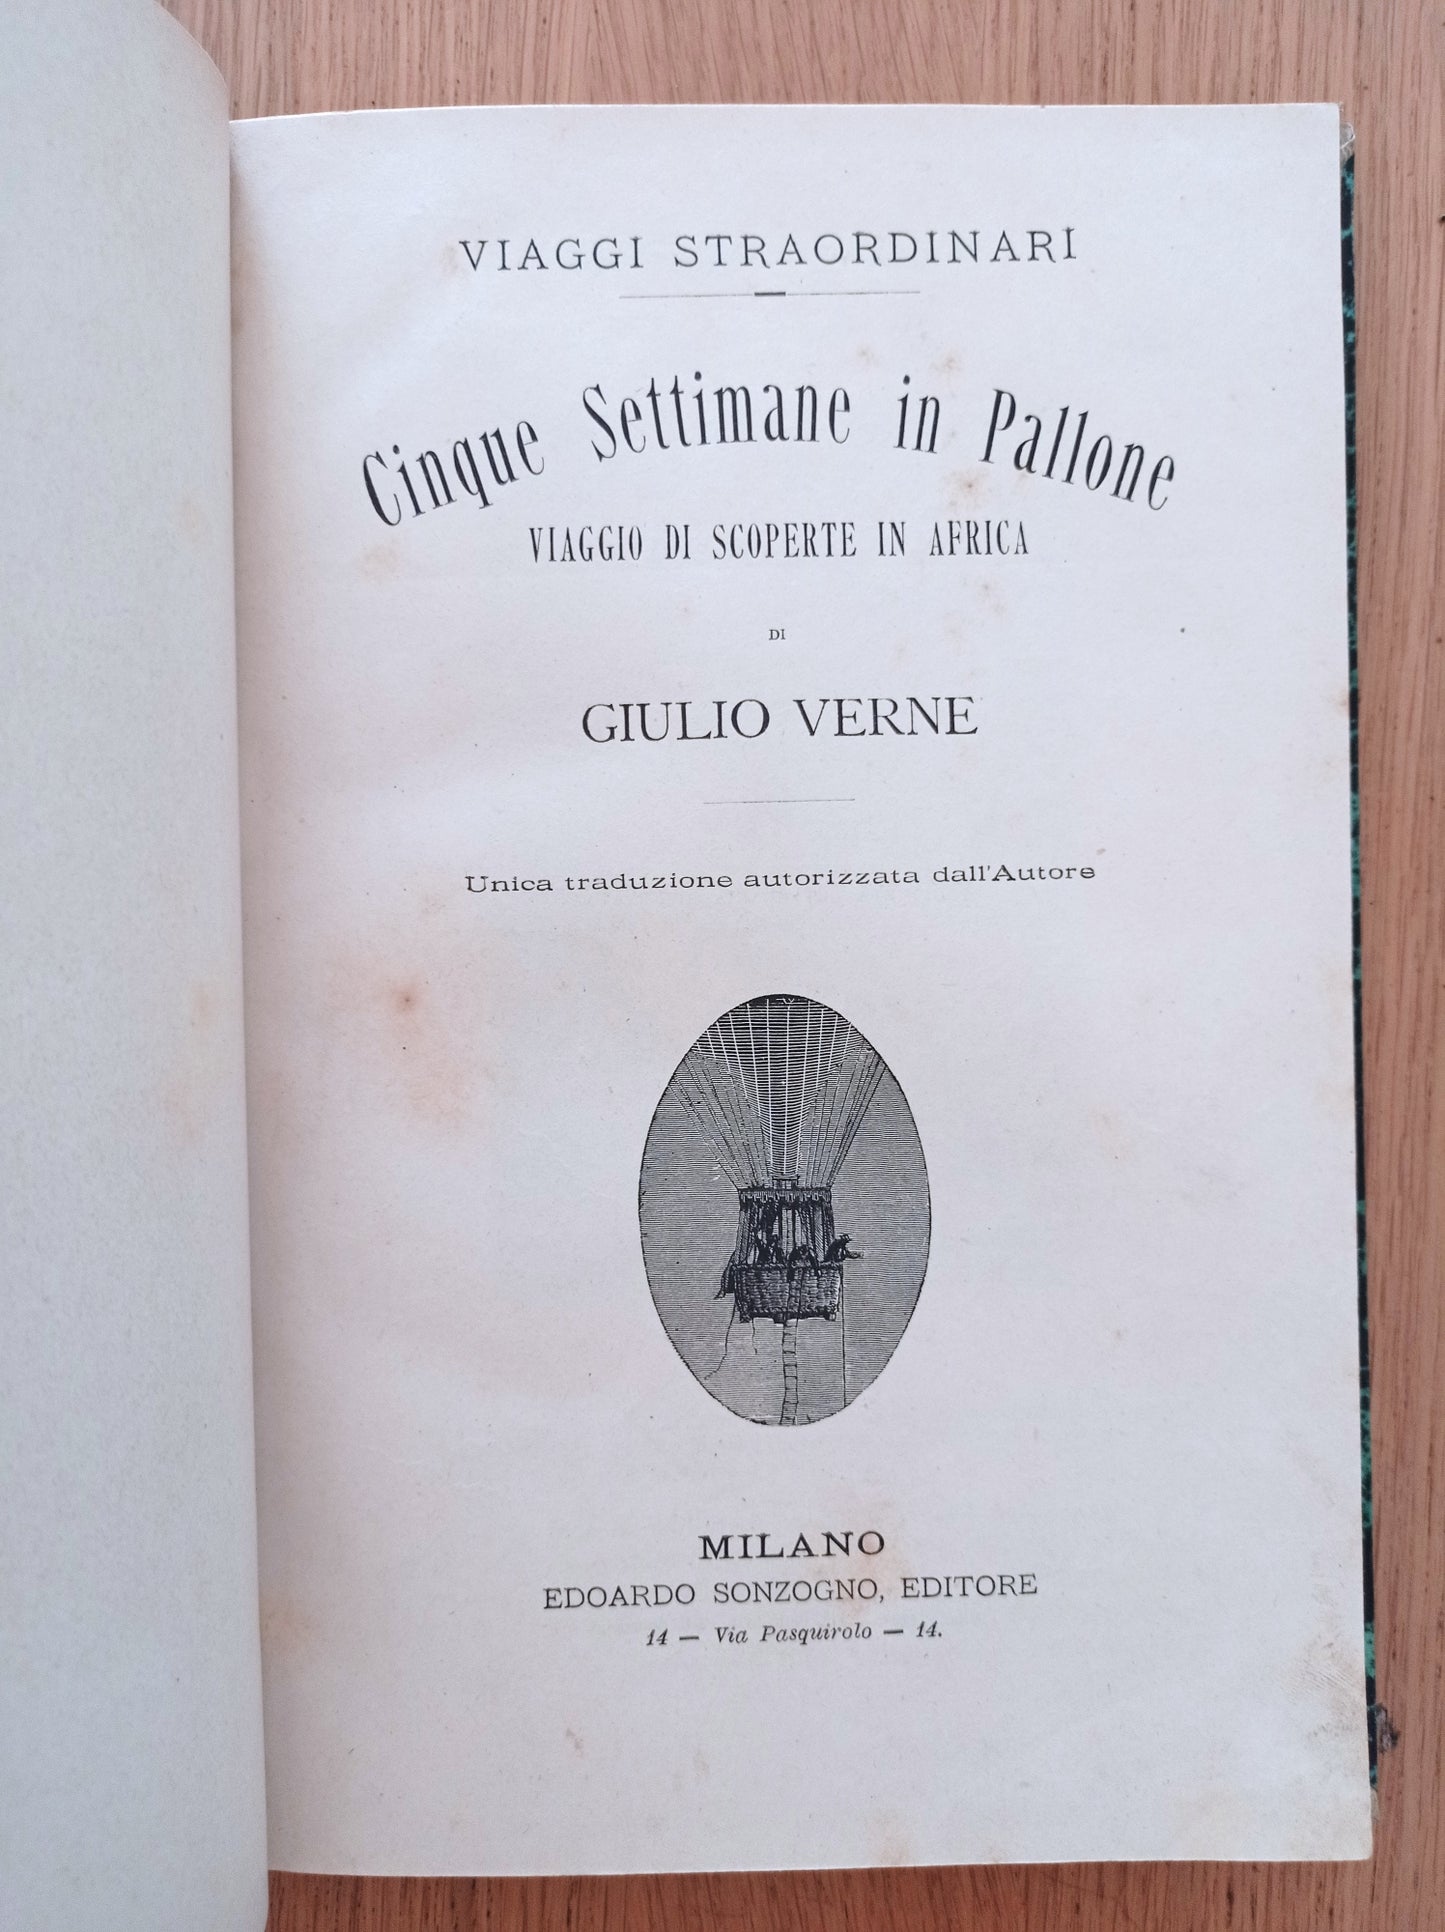 VIAGGI STRAORDINARI
Cinque Settimane in Pallone
VIAGGIO DI SCOPERTE IN AFRICA
DI
GIULIO VERNE
Unica traduzione autorizzata dall'Autore
MILANO
EDOARDO SONZOGNO, EDITORE
14 — Via Pasquirolo — 14.